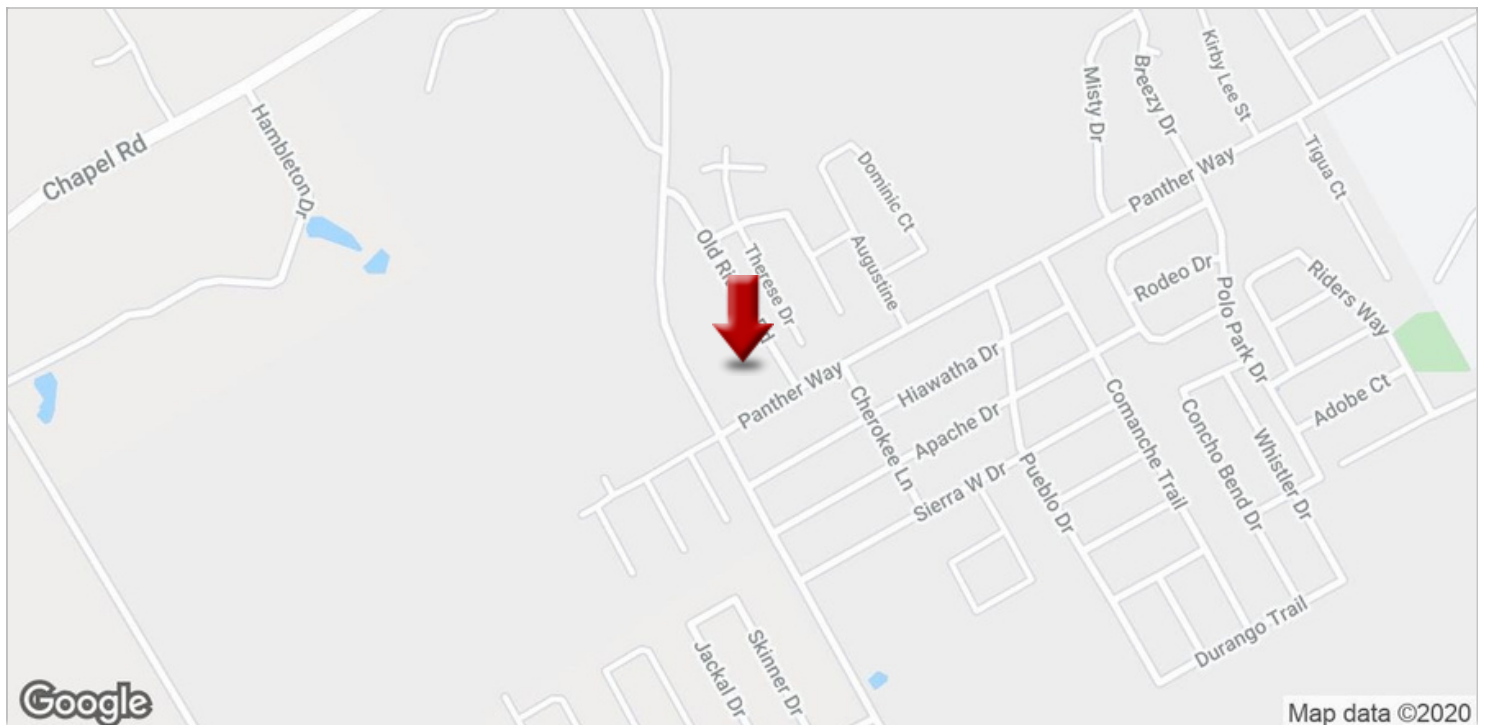 Kirby Lee St
Breezy Dr
Misty Dr
Hambleton Dr
Chapel Rd
Tigua Ct
Dominic Ct
Panther Way
Augustine
Old
Rd
Therese Dr
Rodeo Dr
Riders Way
Polo Park Dr
Hiawatha Dr
Panther Way
Cherokee Ln
Apache Dr
Comanche Trail
Adobe Ct
Concho Bend Dr
Whistler Dr
Sierra W Dr
Pueblo Dr
Durango Trail
Skinner Dr
Jackal Dr
Google
Map data ©2020